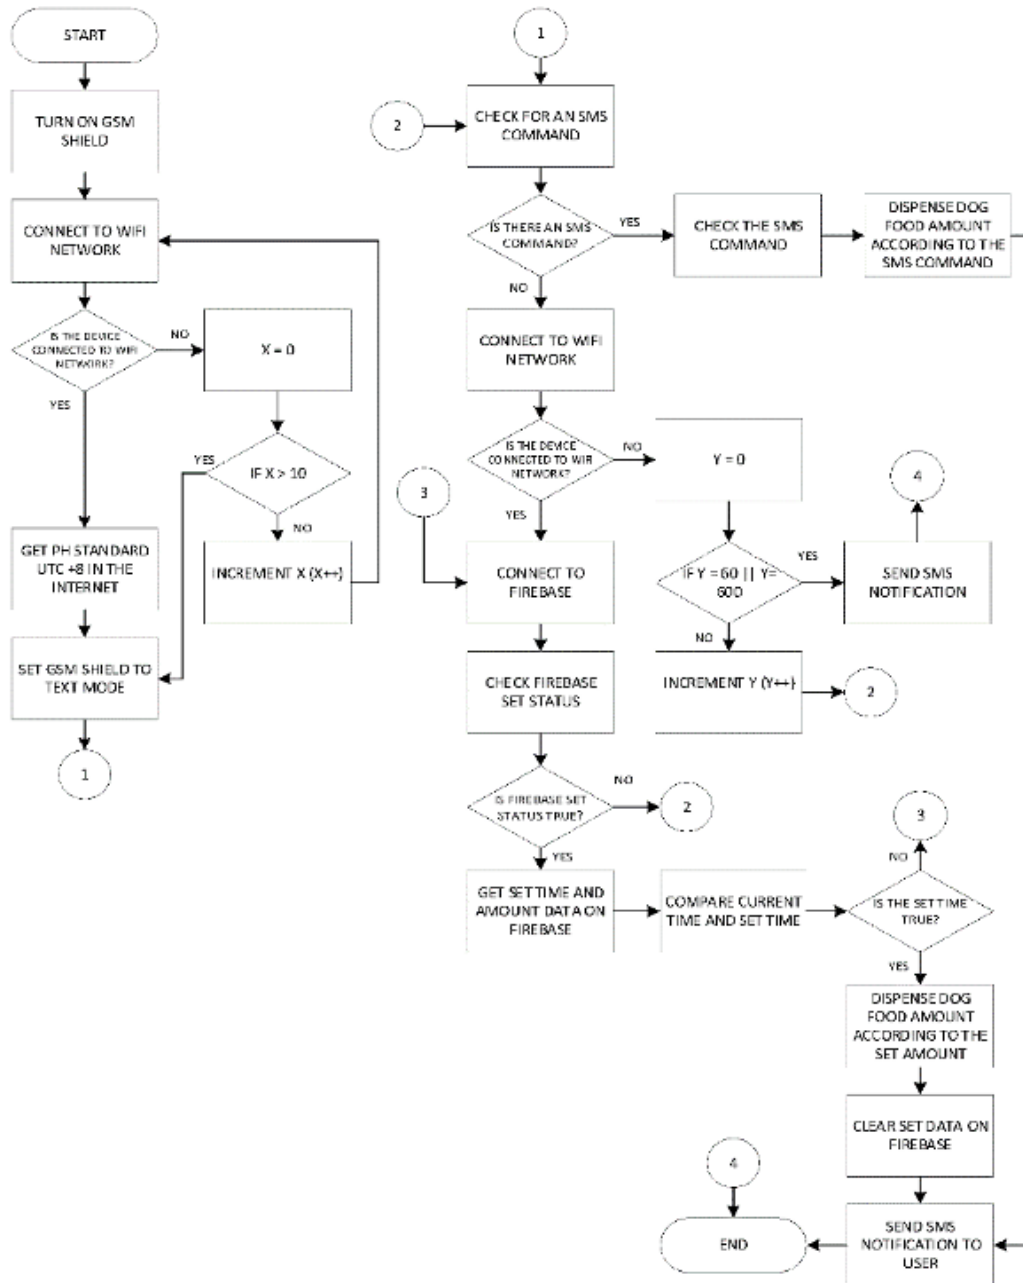 START
TURN ON GSM
SHIELD
CONNECT TO WIFI
NETWORK
IS THE DEVICE
CONNECTED TO WIFI
NETWORK?
NO
X = 0
YES
YES
IF X > 10
NO
INCREMENT X (X++)
GET PH STANDARD
UTC +8 IN THE
INTERNET
SET GSM SHIELD TO
TEXT MODE
1
1
2
CHECK FOR AN SMS
COMMAND
IS THERE AN SMS
COMMAND?
YES
CHECK THE SMS
COMMAND
DISPENSE DOG
FOOD AMOUNT
ACCORDING TO THE
SMS COMMAND
NO
CONNECT TO WIFI
NETWORK
IS THE DEVICE
CONNECTED TO WIFI
NETWORK?
NO
Y = 0
4
3
YES
CONNECT TO
FIREBASE
IF Y = 60 || Y=
600
YES
SEND SMS
NOTIFICATION
NO
INCREMENT Y (Y++)
2
CHECK FIREBASE
SET STATUS
IS FIREBASE SET
STATUS TRUE?
NO
2
YES
GET SET TIME AND
AMOUNT DATA ON
FIREBASE
COMPARE CURRENT
TIME AND SET TIME
3
NO
IS THE SET TIME
TRUE?
YES
DISPENSE DOG
FOOD AMOUNT
ACCORDING TO THE
SET AMOUNT
CLEAR SET DATA ON
FIREBASE
4
END
SEND SMS
NOTIFICATION TO
USER